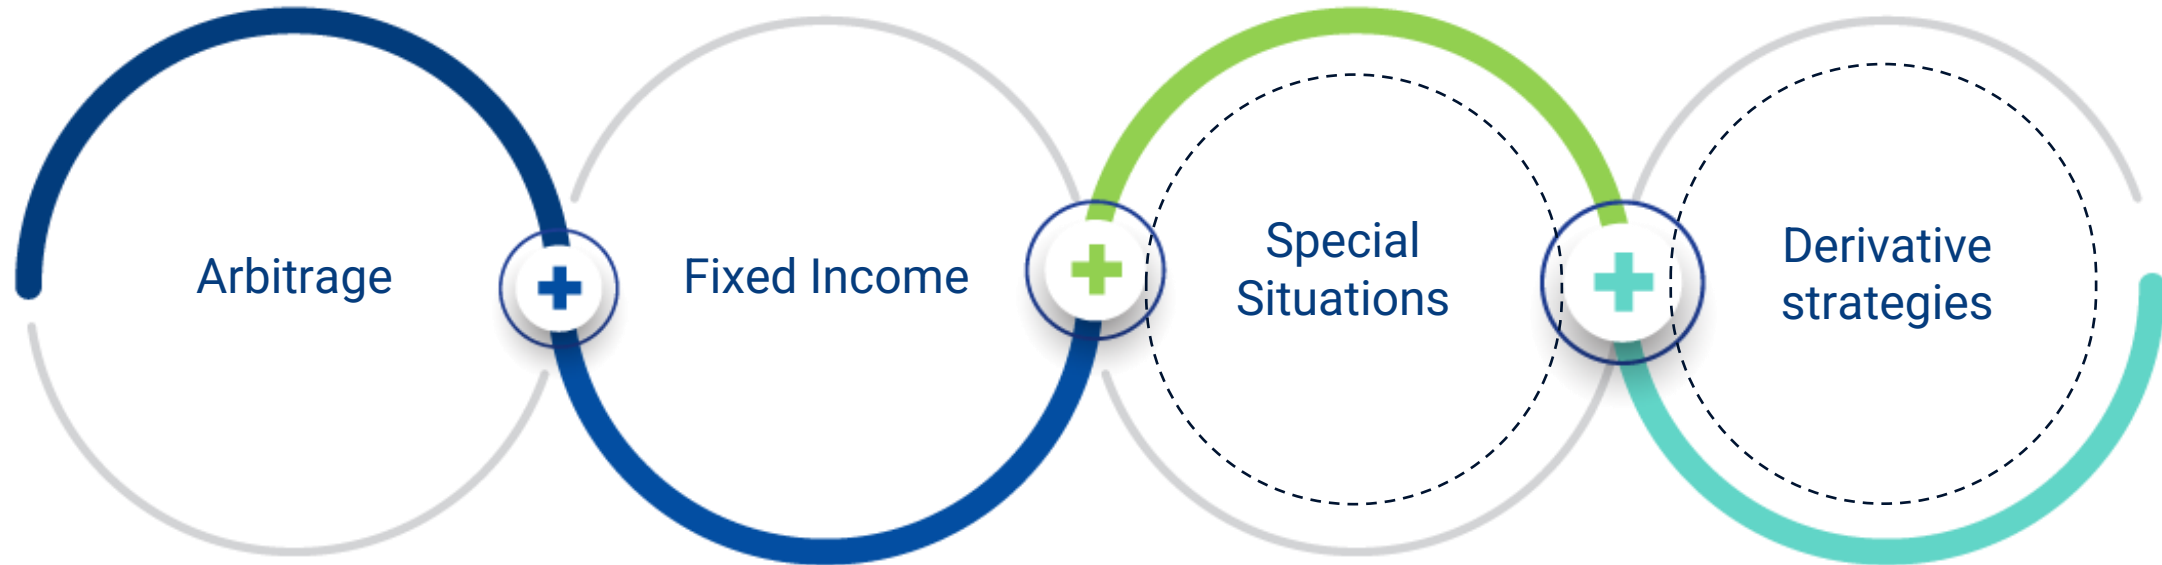 Arbitrage
Fixed Income
Special
Situations
Derivative
strategies